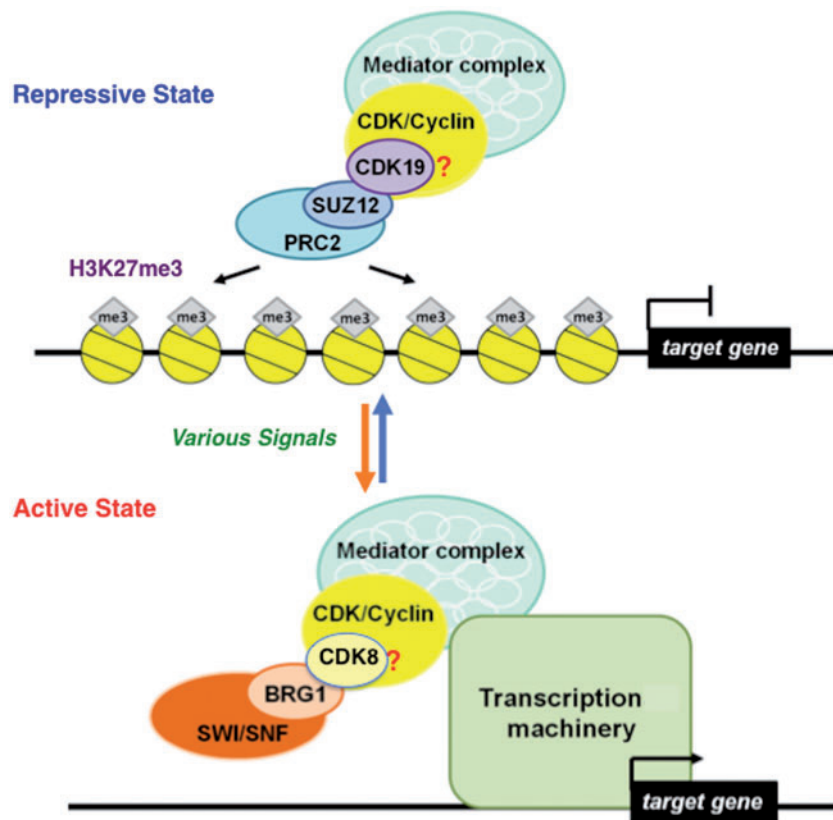 Mediator complex
Repressive State
CDK/Cyclin
CDK19 ?
SUZ12
PRC2
H3K27me3
me3 me3 me3 me3 me3 me3 me3
target gene
Various Signals
Active State
Mediator complex
CDK/Cyclin
CDK8 ?
BRG1
SWI/SNF
Transcription
machinery
target gene